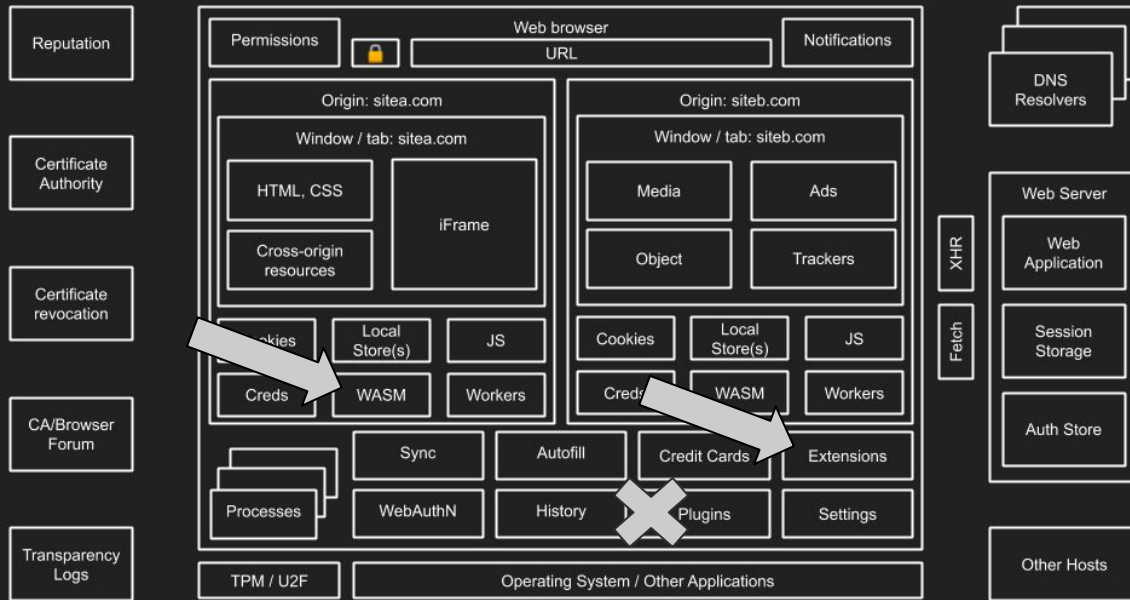 Reputation
Certificate
Authority
Certificate
revocation
CA/Browser
Forum
Transparency
Logs
Web browser
Permissions
URL
Notifications
Origin: sitea.com
Window / tab: sitea.com
HTML, CSS
Cross-origin
resources
iFrame
Local
Store(s)
JS
Creds
WASM
Workers
Origin: siteb.com
Window / tab: siteb.com
Media
Ads
Object
Trackers
Cookies
Local
Store(s)
JS
WASM
Workers
Processes
Sync
Autofill
Credit Cards
Extensions
WebAuthN
History
Plugins
Settings
TPM / U2F
Operating System / Other Applications
XHR
Fetch
DNS
Resolvers
Web Server
Web
Application
Session
Storage
Auth Store
Other Hosts